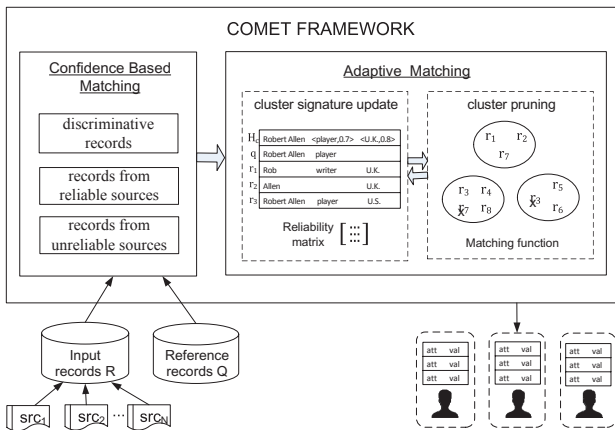 COMET FRAMEWORK
Confidence Based
Matching
discriminative
records
records from
reliable sources
records from
unreliable sources
Adaptive Matching
cluster signature update
Hc Robert Allen <player,0.7> <U.K.,0.8>
q Robert Allen player
r1 Rob writer U.K.
r2 Allen U.K.
r3 Robert Allen player U.S.
Reliability
matrix
cluster pruning
r1 r2
r7
r3 r4
r7 r8
r5
r3
r6
Matching function
Input
records R
Reference
records Q
src1 src2 ... srcN
att val att val att val
att val att val att val
att val att val att val